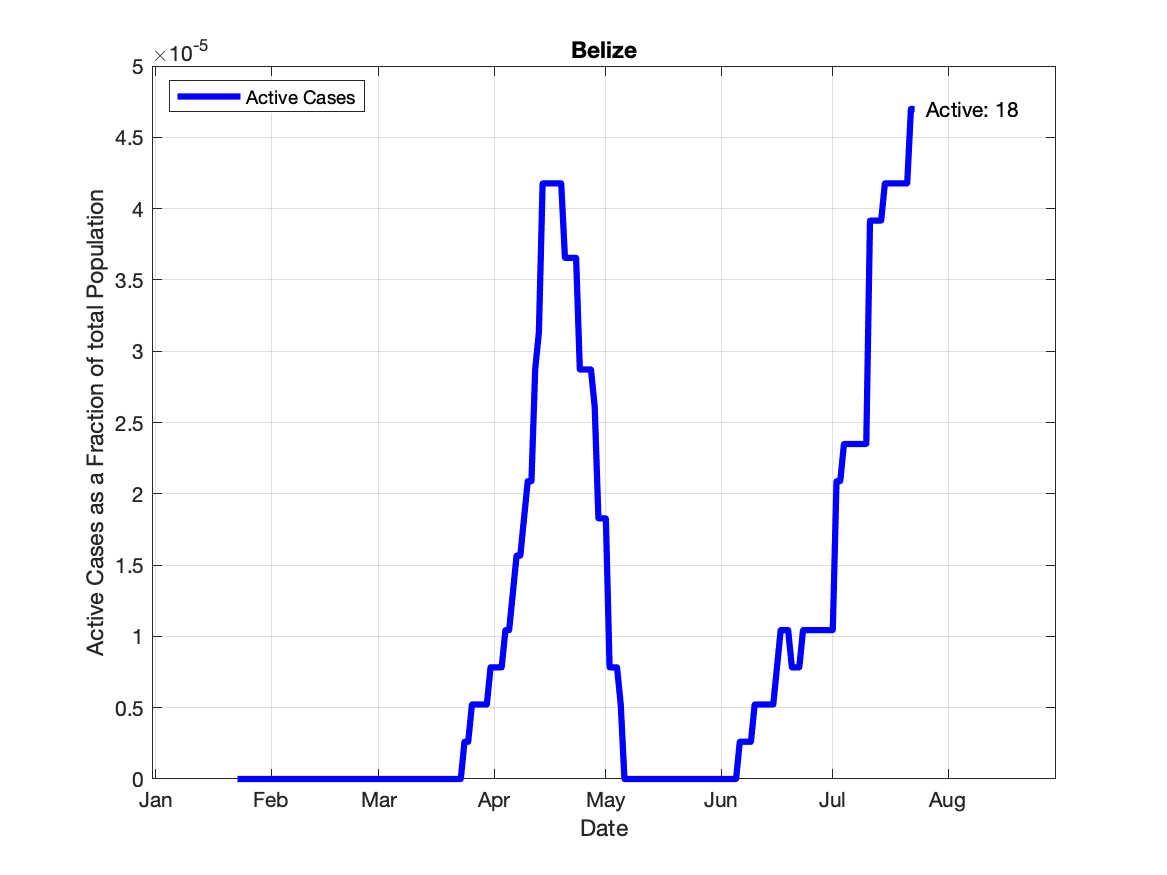 Belize
×10-5
5
4.5
4
3.5
3
2.5
2
1.5
1
0.5
0
Active Cases as a Fraction of total Population
Active Cases
Active: 18
Jan Feb Mar Apr May Jun Jul Aug
Date